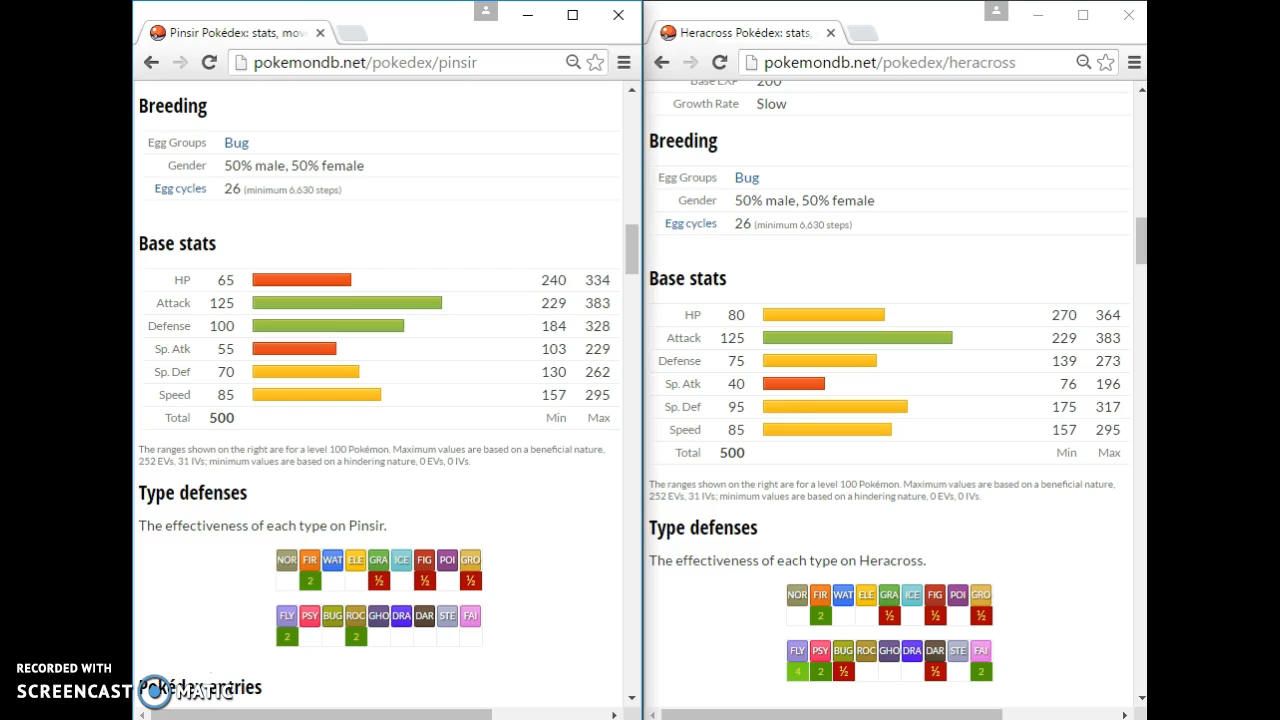 Pinsir Pokédex: stats, mov
pokemondb.net/pokedex/pinsir
Breeding
Egg Groups Bug
Gender 50% male, 50% female
Egg cycles 26 (minimum 6,630 steps)
Base stats
HP 65 240 334
Attack 125 229 383
Defense 100 184 328
Sp. Atk 55 103 229
Sp. Def 70 130 262
Speed 85 157 295
Total 500 Min Max
The ranges shown on the right are for a level 100 Pokémon. Maximum values are based on a beneficial nature,
252 EVs, 31 IVs; minimum values are based on a hindering nature, 0 EVs, 0 IVs.
Type defenses
The effectiveness of each type on Pinsir.
NOR FIR WAT ELE GRA ICE FIG POI GRO
2 ½ ½ ½
FLY PSY BUG ROC GHO DRA DAR STE FAI
2 2
Pokédex entries
Heracross Pokédex: stats,
pokemondb.net/pokedex/heracross
Base EXP 200
Growth Rate Slow
Breeding
Egg Groups Bug
Gender 50% male, 50% female
Egg cycles 26 (minimum 6,630 steps)
Base stats
HP 80 270 364
Attack 125 229 383
Defense 75 139 273
Sp. Atk 40 76 196
Sp. Def 95 175 317
Speed 85 157 295
Total 500 Min Max
The ranges shown on the right are for a level 100 Pokémon. Maximum values are based on a beneficial nature,
252 EVs, 31 IVs; minimum values are based on a hindering nature, 0 EVs, 0 IVs.
Type defenses
The effectiveness of each type on Heracross.
NOR FIR WAT ELE GRA ICE FIG POI GRO
2 ½ ½ ½
FLY PSY BUG ROC GHO DRA DAR STE FAI
4 2 ½ ½ 2
RECORDED WITH
SCREENCAST MATIC